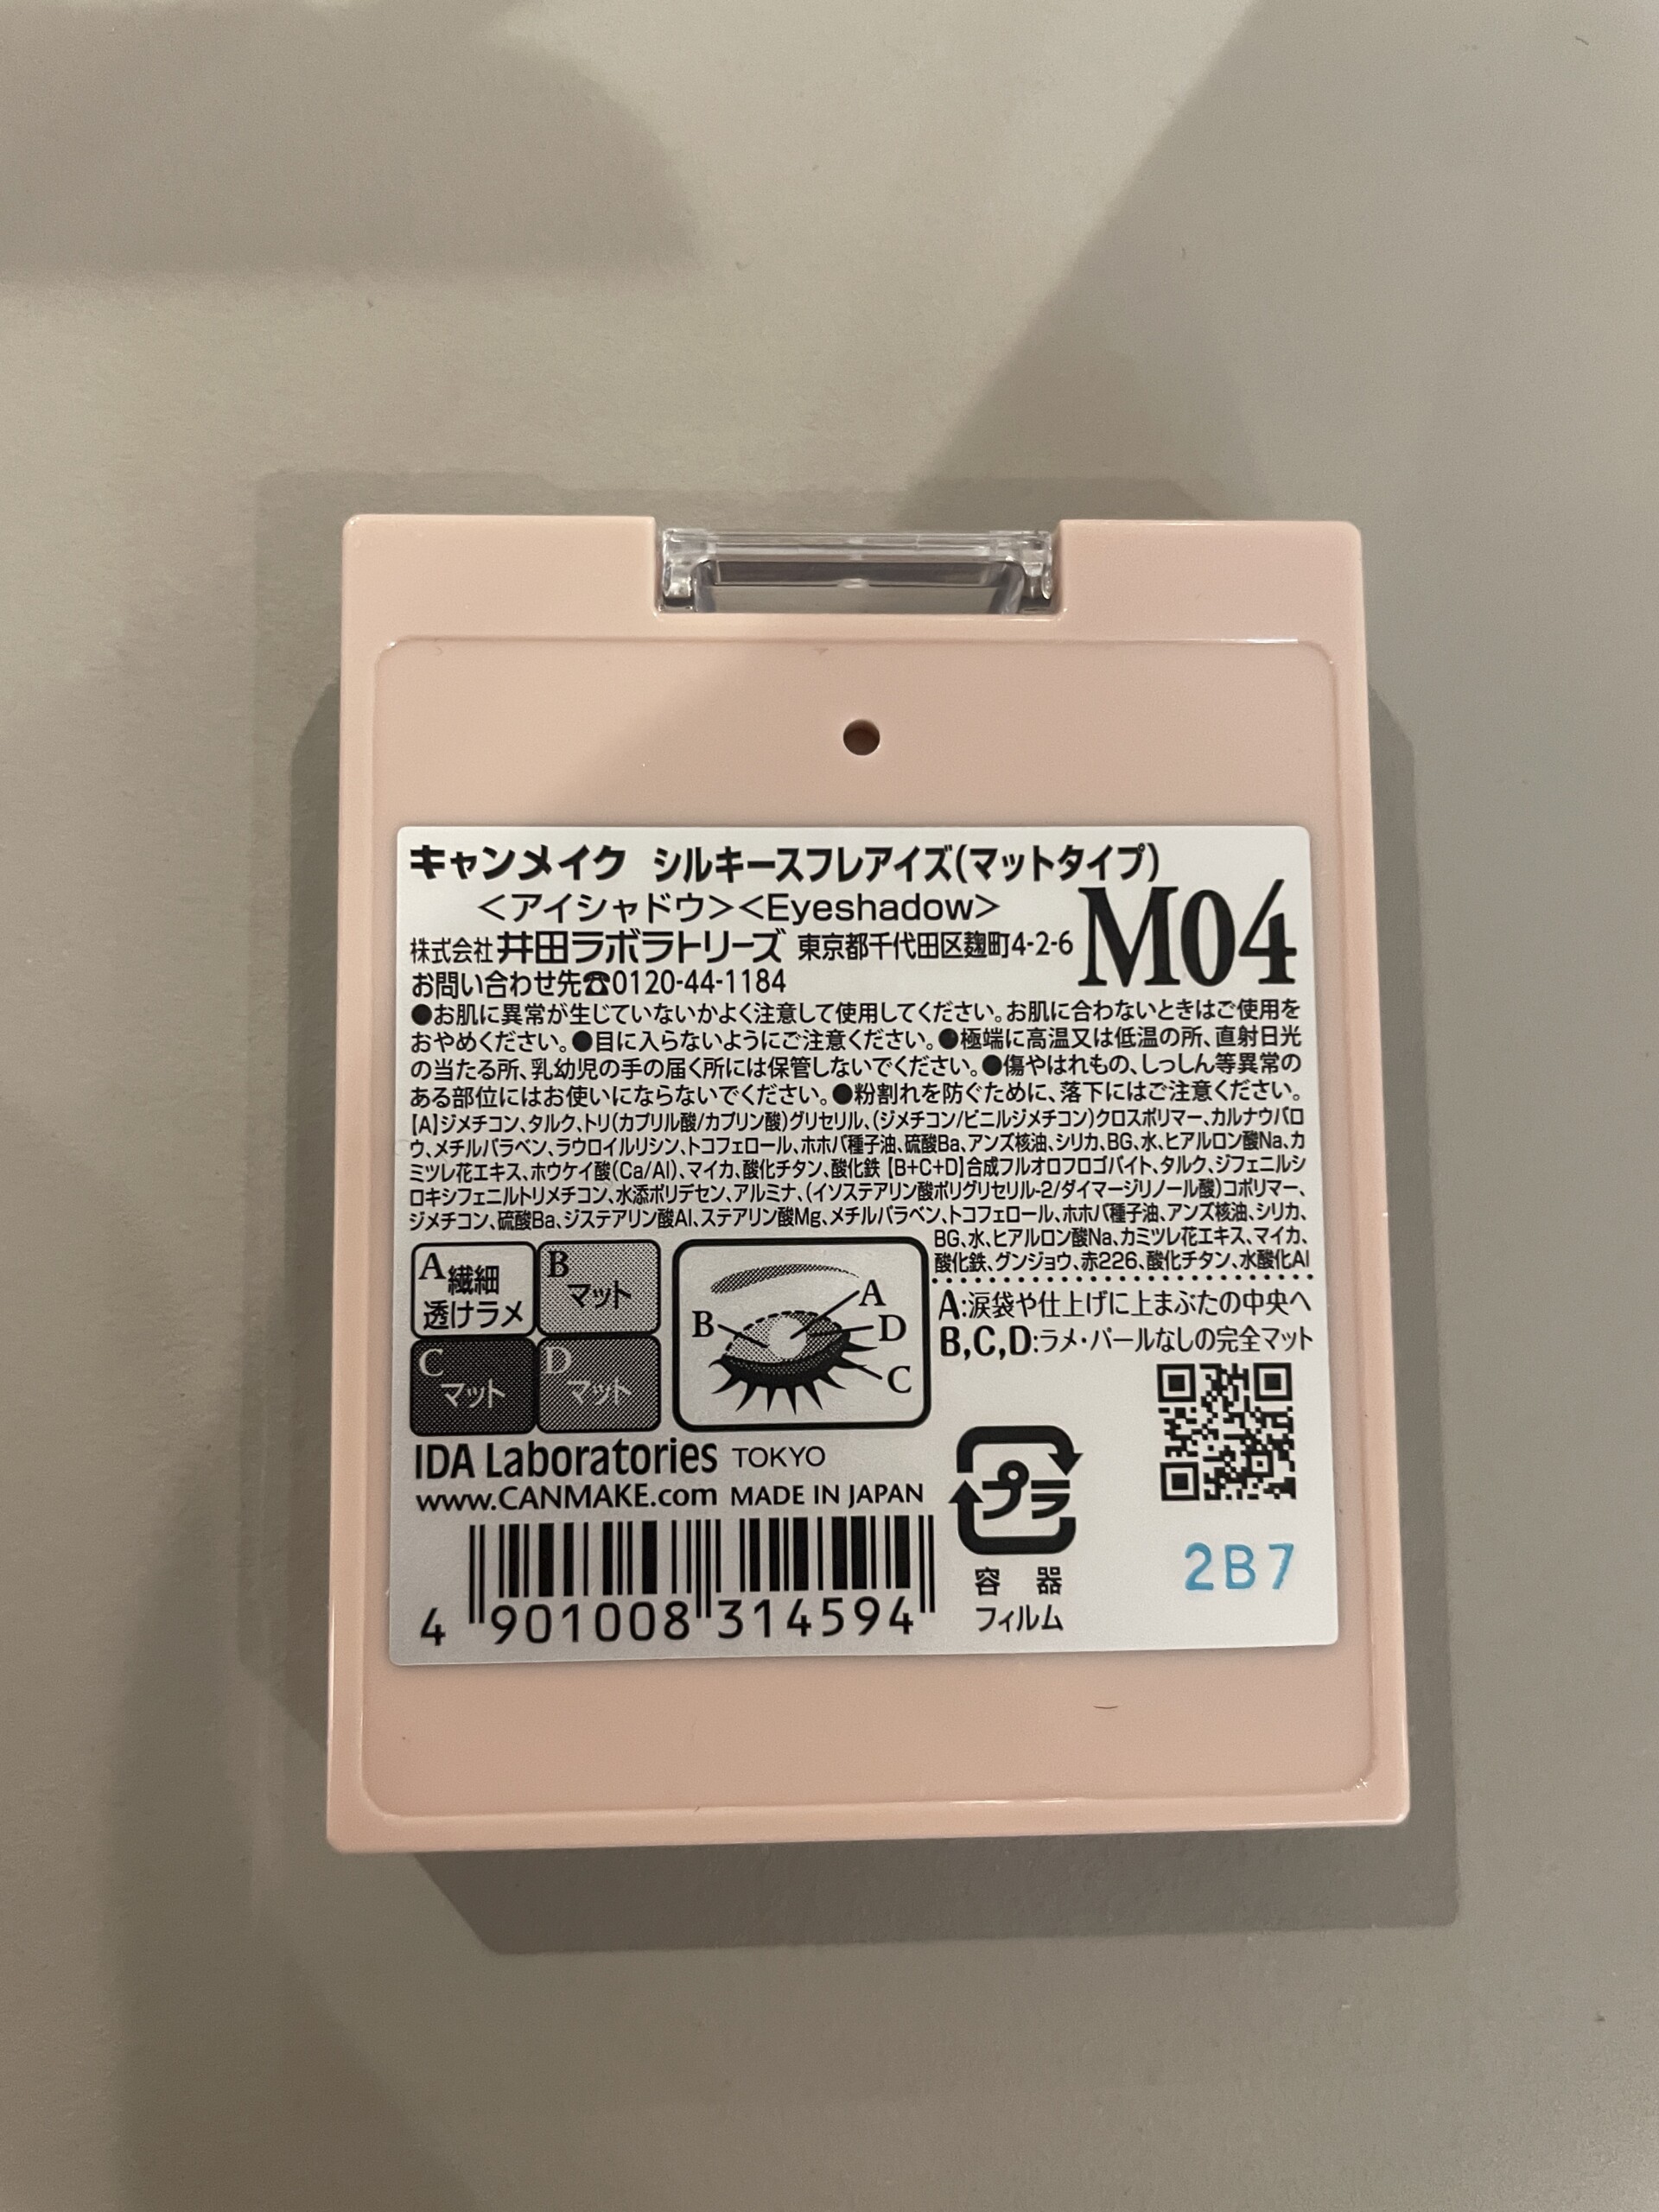 キャンメイク シルキースフレアイズ(マットタイプ)
<アイシャドウ><Eyeshadow>
M04
株式会社 井田ラボラトリーズ 東京都千代田区麹町4-2-6
お問い合わせ先☎0120-44-1184
●お肌に異常が生じていないかよく注意して使用してください。お肌に合わないときはご使用を
おやめください。●目に入らないようにご注意ください。●極端に高温又は低温の所、直射日光
の当たる所、乳幼児の手の届く所には保管しないでください。●傷やはれもの、しっしん等異常の
ある部位にはお使いにならないでください。●粉割れを防ぐために、落下にはご注意ください。
【A】ジメチコン、タルク、トリ(カプリル酸/カプリン酸)グリセリル、(ジメチコン/ビニルジメチコン)クロスポリマー、カルナウバロ
ウ、メチルパラベン、ラウロイルリシン、トコフェロール、ホホバ種子油、硫酸Ba、アンズ核油、シリカ、BG、水、ヒアルロン酸Na、カ
ミツレ花エキス、ホウケイ酸(Ca/Al)、マイカ、酸化チタン、酸化鉄【B+C+D】合成フルオロフロゴパイト、タルク、ジフェニルシ
ロキシフェニルトリメチコン、水添ポリデセン、アルミナ、(イソステアリン酸ポリグリセリル-2/ダイマージリノール酸)コポリマー、
ジメチコン、硫酸Ba、ジステアリン酸Al、ステアリン酸Mg、メチルパラベン、トコフェロール、ホホバ種子油、アンズ核油、シリカ、
BG、水、ヒアルロン酸Na、カミツレ花エキス、マイカ、
酸化鉄、グンジョウ、赤226、酸化チタン、水酸化Al
A 繊細
透けラメ
B
マット
C
マット
D
マット
A
B
D
C
A:涙袋や仕上げに上まぶたの中央へ
B,C,D:ラメ・パールなしの完全マット
IDA Laboratories TOKYO
www.CANMAKE.com MADE IN JAPAN
4 901008 314594
プラ
容 器
フィルム
2B7